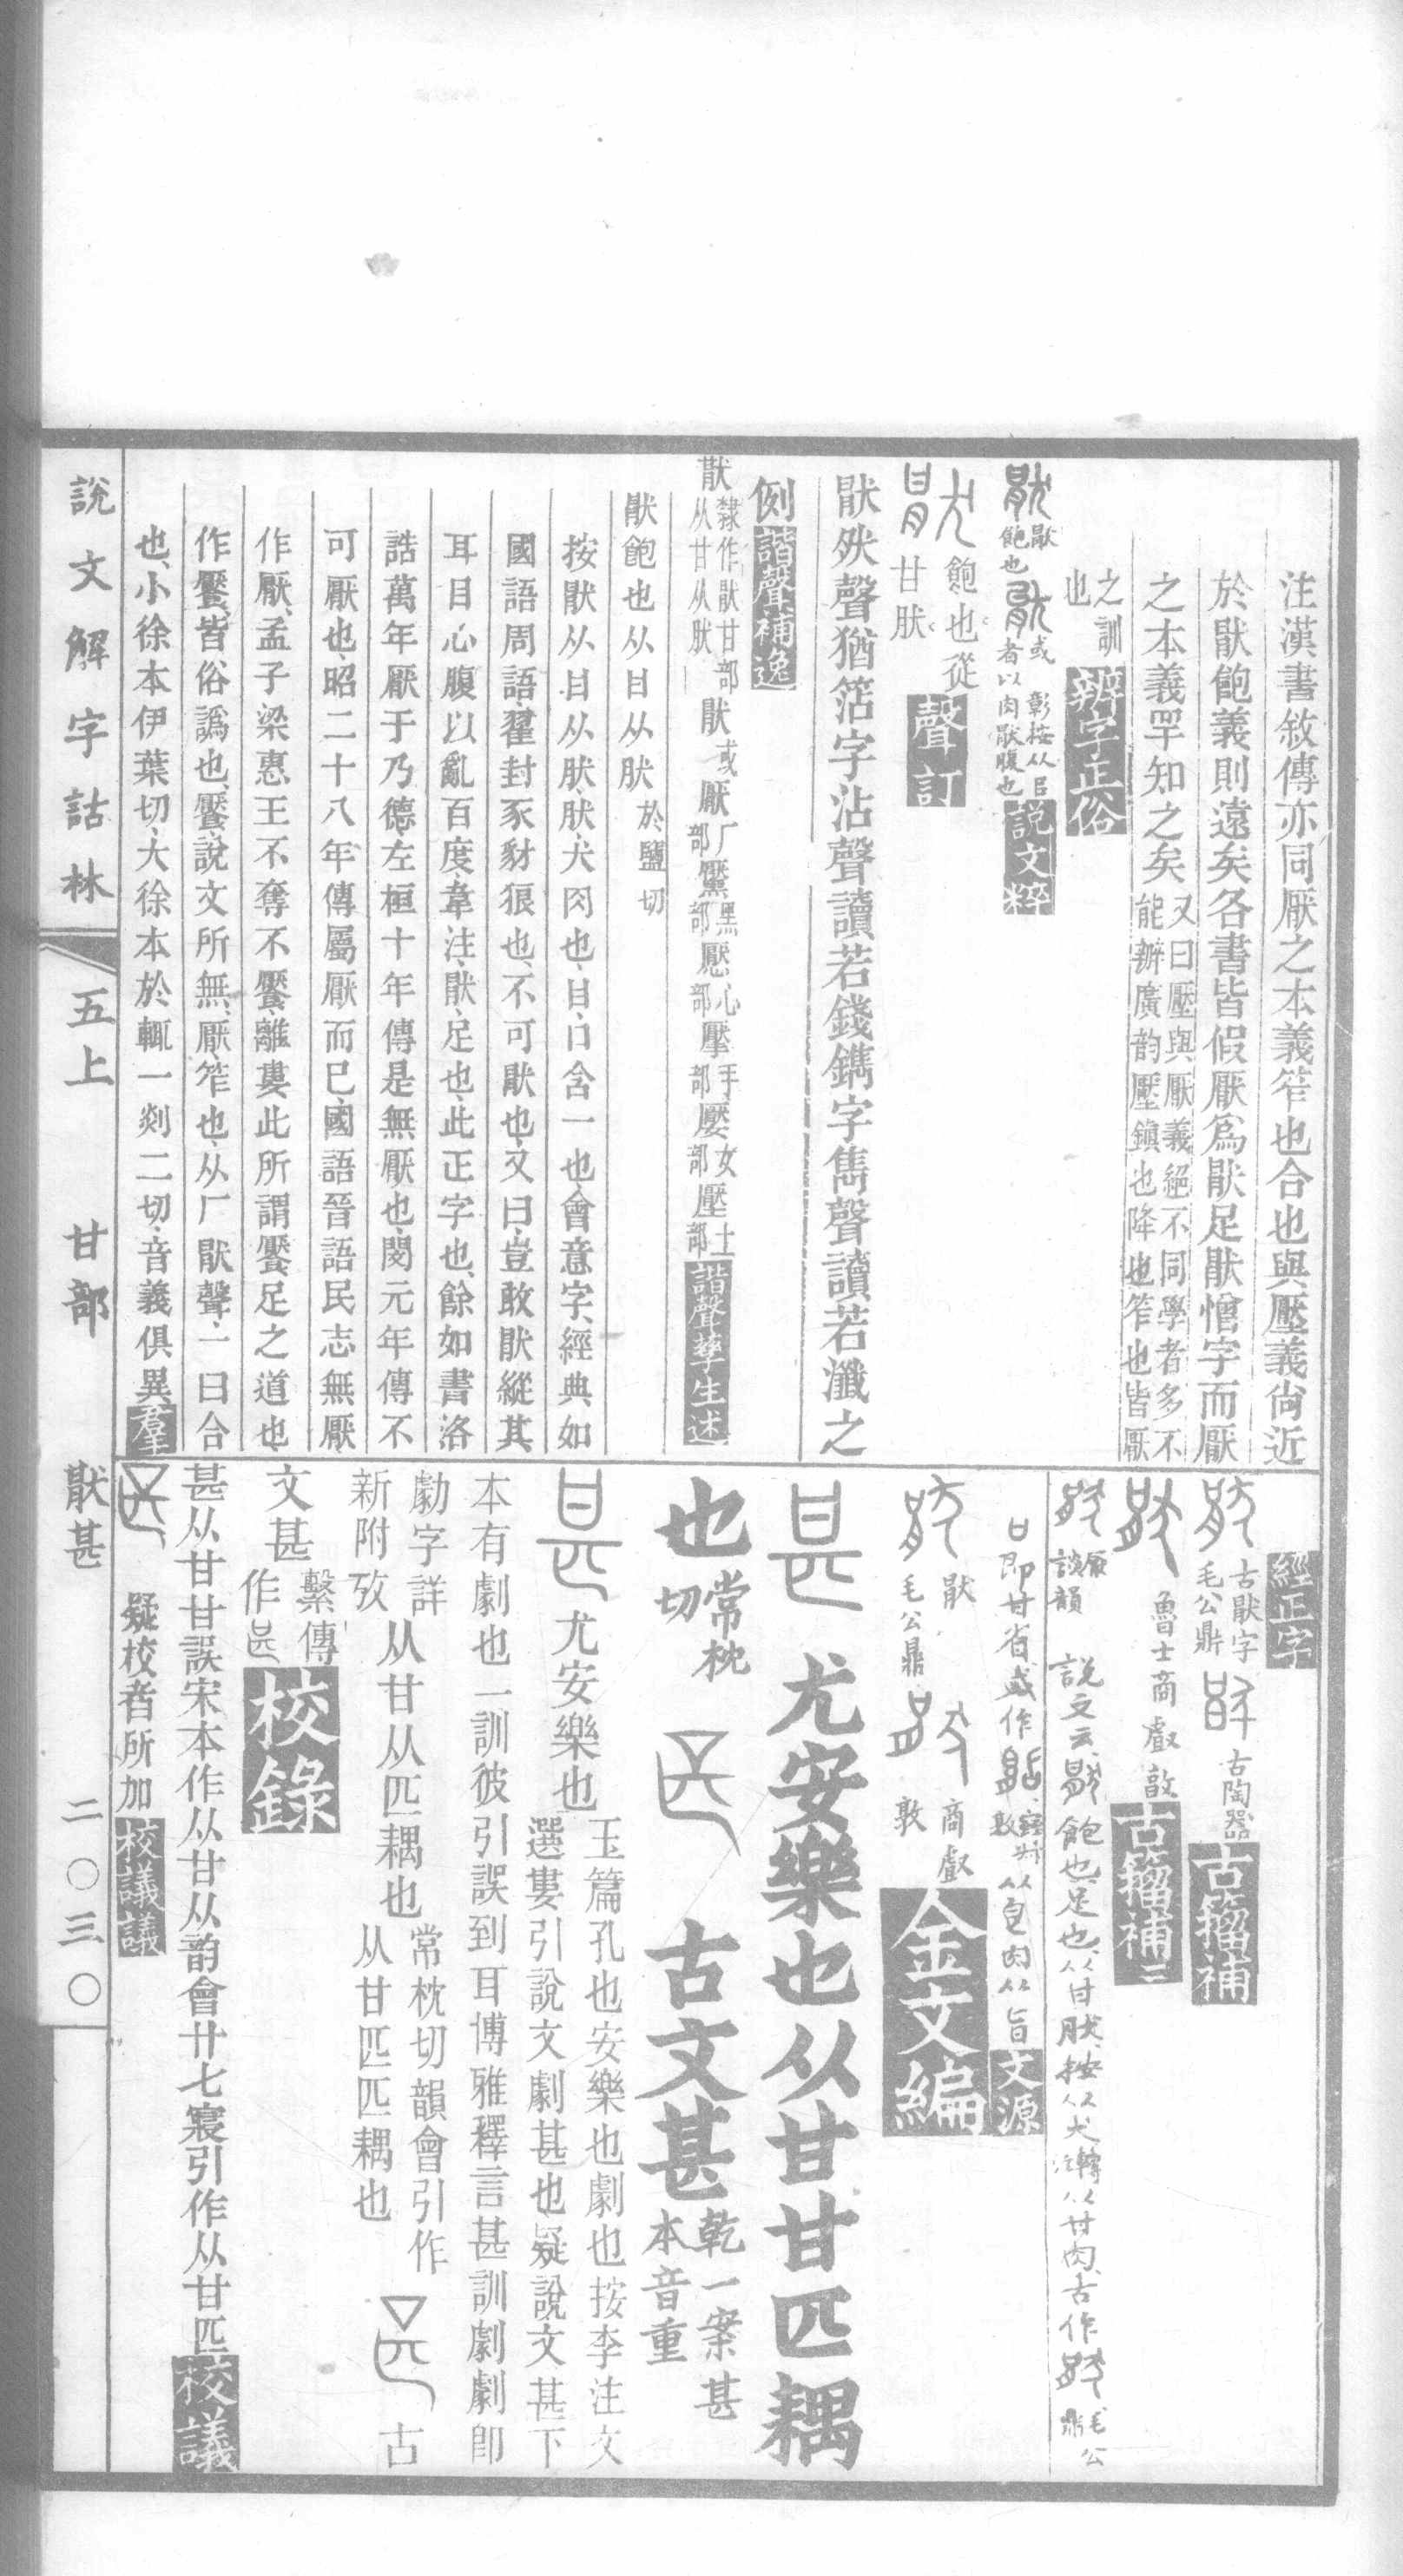 注漢書敘傳亦同厭之本義笮也合也與壓義尙近
於猒飽義則遠矣各書皆假厭爲猒足猒憎字而厭
之本義罕知之矣又曰壓與厭義絕不同學者多不
能辦廣韵壓鎭也降也笮也皆厭
之訓
也
辨字正俗
猒飽也
或
者以肉猒腹也
彰按从
說文粹
飽也從
甘肰
聲訂
猒㱙聲猶䇞字沾聲讀若錢鐫字雋聲讀若瀸之
例諧聲補逸
猒隸作猒甘部
从甘从肰
猒或厭厂部黶黑部懕心部擪手部嬮女部壓土部諧聲孳生述
猒飽也从甘从肰於鹽切
按猒从甘从肰、肰、犬肉也、甘、口含一也、會意字、經典如
國語周語、翟封豕豺狼也、不可猒也、又曰、豈敢猒縱其
耳目心腹以亂百度、韋注、猒、足也、此正字也、餘如書洛
誥萬年厭于乃德、左桓十年傳是無厭也、閔元年傳不
可厭也、昭二十八年傳屬厭而已、國語晉語民志無厭
作厭、孟子梁惠王不奪不饜、離婁此所謂饜足之道也
作饜、皆俗譌也、饜、說文所無、厭、笮也、从厂猒聲、一曰合
也、小徐本伊葉切、大徐本於輒一剡二切、音義俱異羣
經正字
古猒字
毛公鼎
古陶器
古籀補
魯士商䖒敦
古籀補二
厭
談韻
說文云
飽也足也、从甘肰、按从犬轉注从甘肉、古作
毛公鼎
口卽甘省或作
从肉从旨
文源
猒
毛公鼎
商䖒
敦
金文編
尤安樂也从甘甘匹耦
也常枕切
古文甚乾一案甚
本音重
尤安樂也玉篇孔也安樂也劇也按李注文
選婁引說文劇甚也疑說文甚下
本有劇也一訓彼引誤到耳博雅釋言甚訓劇劇卽
劇字詳
新附攷
从甘从匹耦也常枕切韻會引作
从甘匹匹耦也
古
文甚繫傳
作
校錄
甚从甘甘誤宋本作从甘从韵會廿七寑引作从甘匹校議
疑校者所加校議議
說文解字詁林
五上
甘部
猒甚
二〇三〇